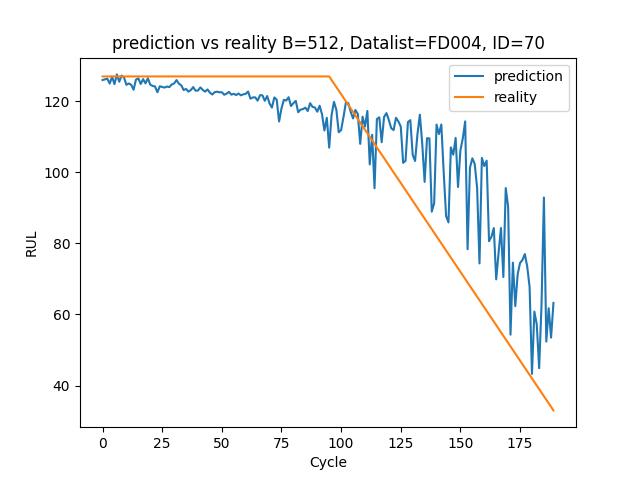 prediction vs reality B=512, Datalist=FD004, ID=70
prediction
reality
RUL
120
100
80
60
40
0 25 50 75 100 125 150 175
Cycle